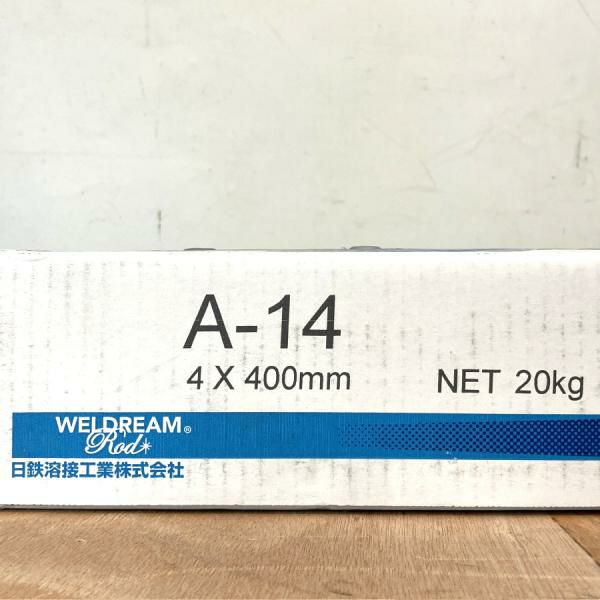 A-14
4 X 400mm NET 20kg
WELDREAM®
Rod
日鉄溶接工業株式会社